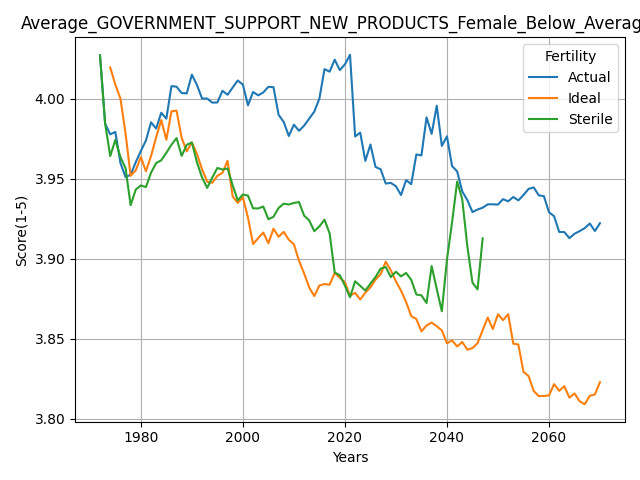 Average_GOVERNMENT_SUPPORT_NEW_PRODUCTS_Female_Below_Averag
Fertility
Actual
Ideal
Sterile
Score(1-5)
4.00
3.95
3.90
3.85
3.80
1980 2000 2020 2040 2060
Years